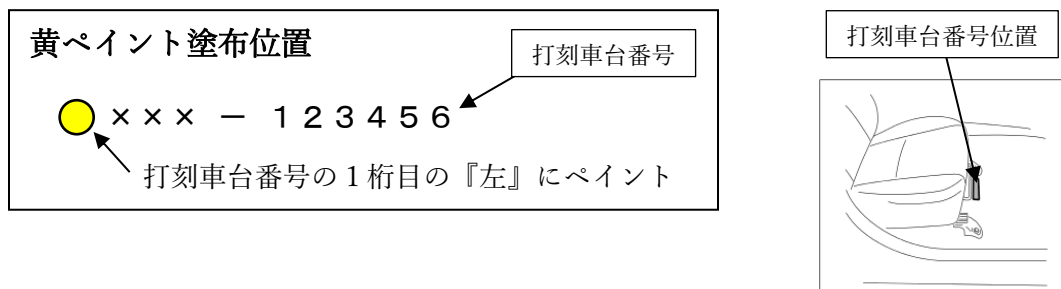 黄ペイント塗布位置
打刻車台番号
××× － １２３４５６
打刻車台番号の１桁目の『左』にペイント
打刻車台番号位置